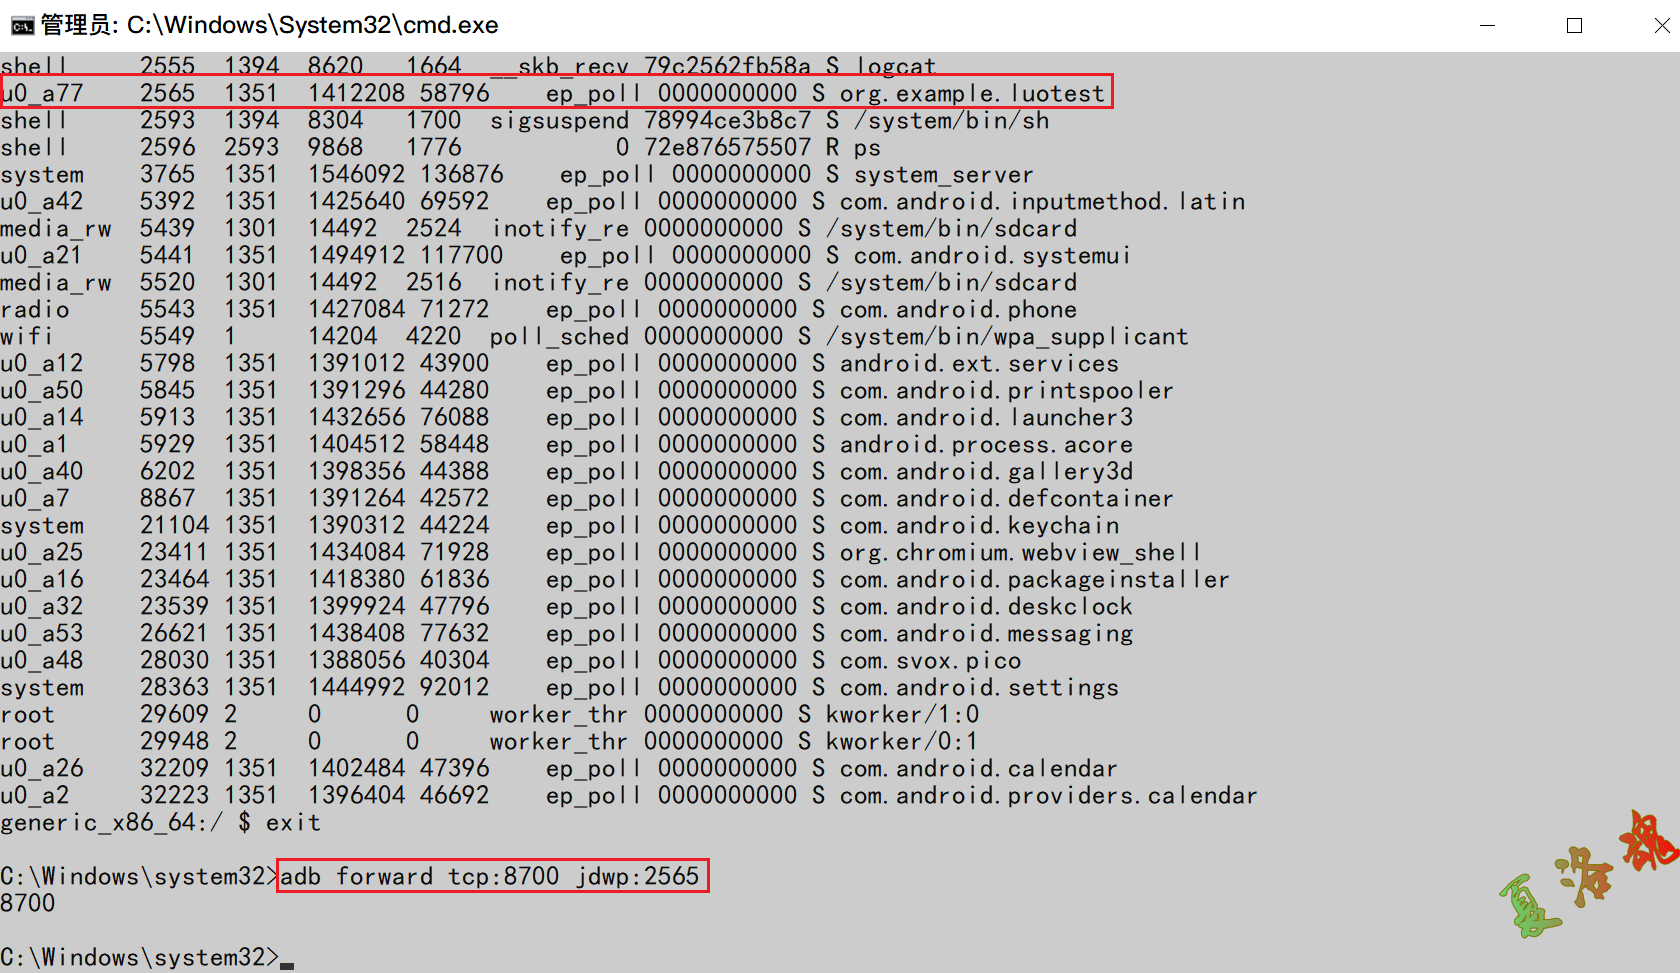 管理员: C:\Windows\System32\cmd.exe
shell 2555 1394 8620 1664 __skb_recv 79c2562fb58a S logcat
u0_a77 2565 1351 1412208 58796 ep_poll 0000000000 S org.example.luotest
shell 2593 1394 8304 1700 sigsuspend 78994ce3b8c7 S /system/bin/sh
shell 2596 2593 9868 1776 0 72e876575507 R ps
system 3765 1351 1546092 136876 ep_poll 0000000000 S system_server
u0_a42 5392 1351 1425640 69592 ep_poll 0000000000 S com.android.inputmethod.latin
media_rw 5439 1301 14492 2524 inotify_re 0000000000 S /system/bin/sdcard
u0_a21 5441 1351 1494912 117700 ep_poll 0000000000 S com.android.systemui
media_rw 5520 1301 14492 2516 inotify_re 0000000000 S /system/bin/sdcard
radio 5543 1351 1427084 71272 ep_poll 0000000000 S com.android.phone
wifi 5549 1 14204 4220 poll_sched 0000000000 S /system/bin/wpa_supplicant
u0_a12 5798 1351 1391012 43900 ep_poll 0000000000 S android.ext.services
u0_a50 5845 1351 1391296 44280 ep_poll 0000000000 S com.android.printspooler
u0_a14 5913 1351 1432656 76088 ep_poll 0000000000 S com.android.launcher3
u0_a1 5929 1351 1404512 58448 ep_poll 0000000000 S android.process.acore
u0_a40 6202 1351 1398356 44388 ep_poll 0000000000 S com.android.gallery3d
u0_a7 8867 1351 1391264 42572 ep_poll 0000000000 S com.android.defcontainer
system 21104 1351 1390312 44224 ep_poll 0000000000 S com.android.keychain
u0_a25 23411 1351 1434084 71928 ep_poll 0000000000 S org.chromium.webview_shell
u0_a16 23464 1351 1418380 61836 ep_poll 0000000000 S com.android.packageinstaller
u0_a32 23539 1351 1399924 47796 ep_poll 0000000000 S com.android.deskclock
u0_a53 26621 1351 1438408 77632 ep_poll 0000000000 S com.android.messaging
u0_a48 28030 1351 1388056 40304 ep_poll 0000000000 S com.svox.pico
system 28363 1351 1444992 92012 ep_poll 0000000000 S com.android.settings
root 29609 2 0 0 worker_thr 0000000000 S kworker/1:0
root 29948 2 0 0 worker_thr 0000000000 S kworker/0:1
u0_a26 32209 1351 1402484 47396 ep_poll 0000000000 S com.android.calendar
u0_a2 32223 1351 1396404 46692 ep_poll 0000000000 S com.android.providers.calendar
generic_x86_64:/ $ exit
C:\Windows\system32>adb forward tcp:8700 jdwp:2565
8700
C:\Windows\system32>
夏洛魂